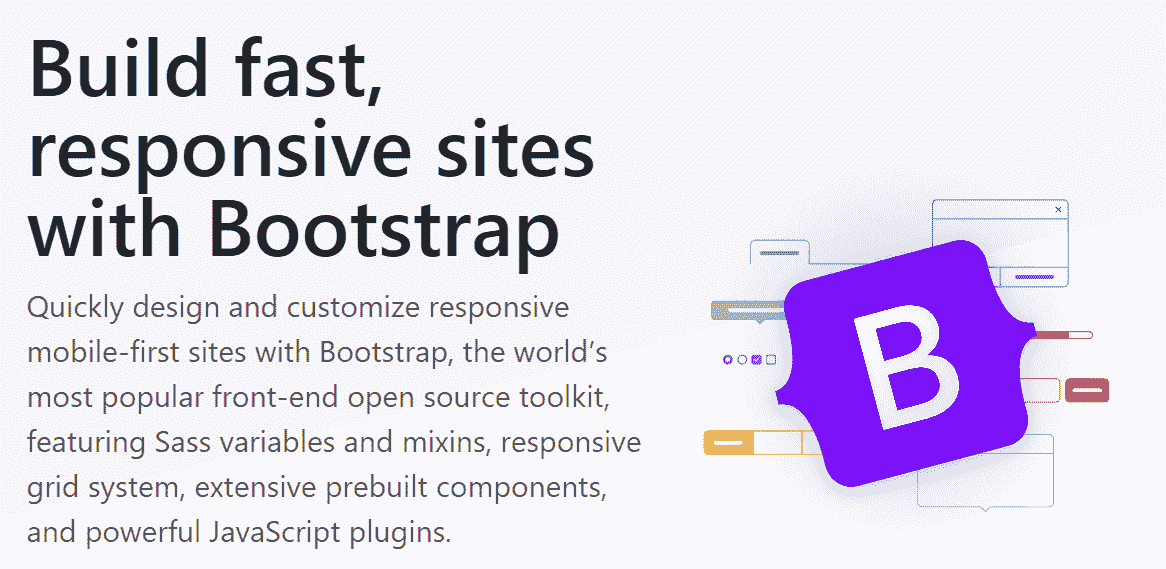 Build fast,
responsive sites
with Bootstrap
Quickly design and customize responsive
mobile-first sites with Bootstrap, the world’s
most popular front-end open source toolkit,
featuring Sass variables and mixins, responsive
grid system, extensive prebuilt components,
and powerful JavaScript plugins.
B